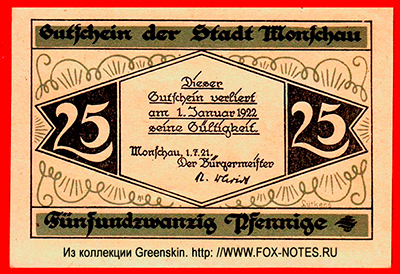 Gutschein der Stadt Monschau
Dieser
Gutschein verliert
am 1. Januar 1922
seine Gültigkeit.
25
25
Monschau, 1.7.21.
Der Bürgermeister
Fünfundzwanzig Pfennige
Из коллекции Greenskin. http: //WWW.FOX-NOTES.RU